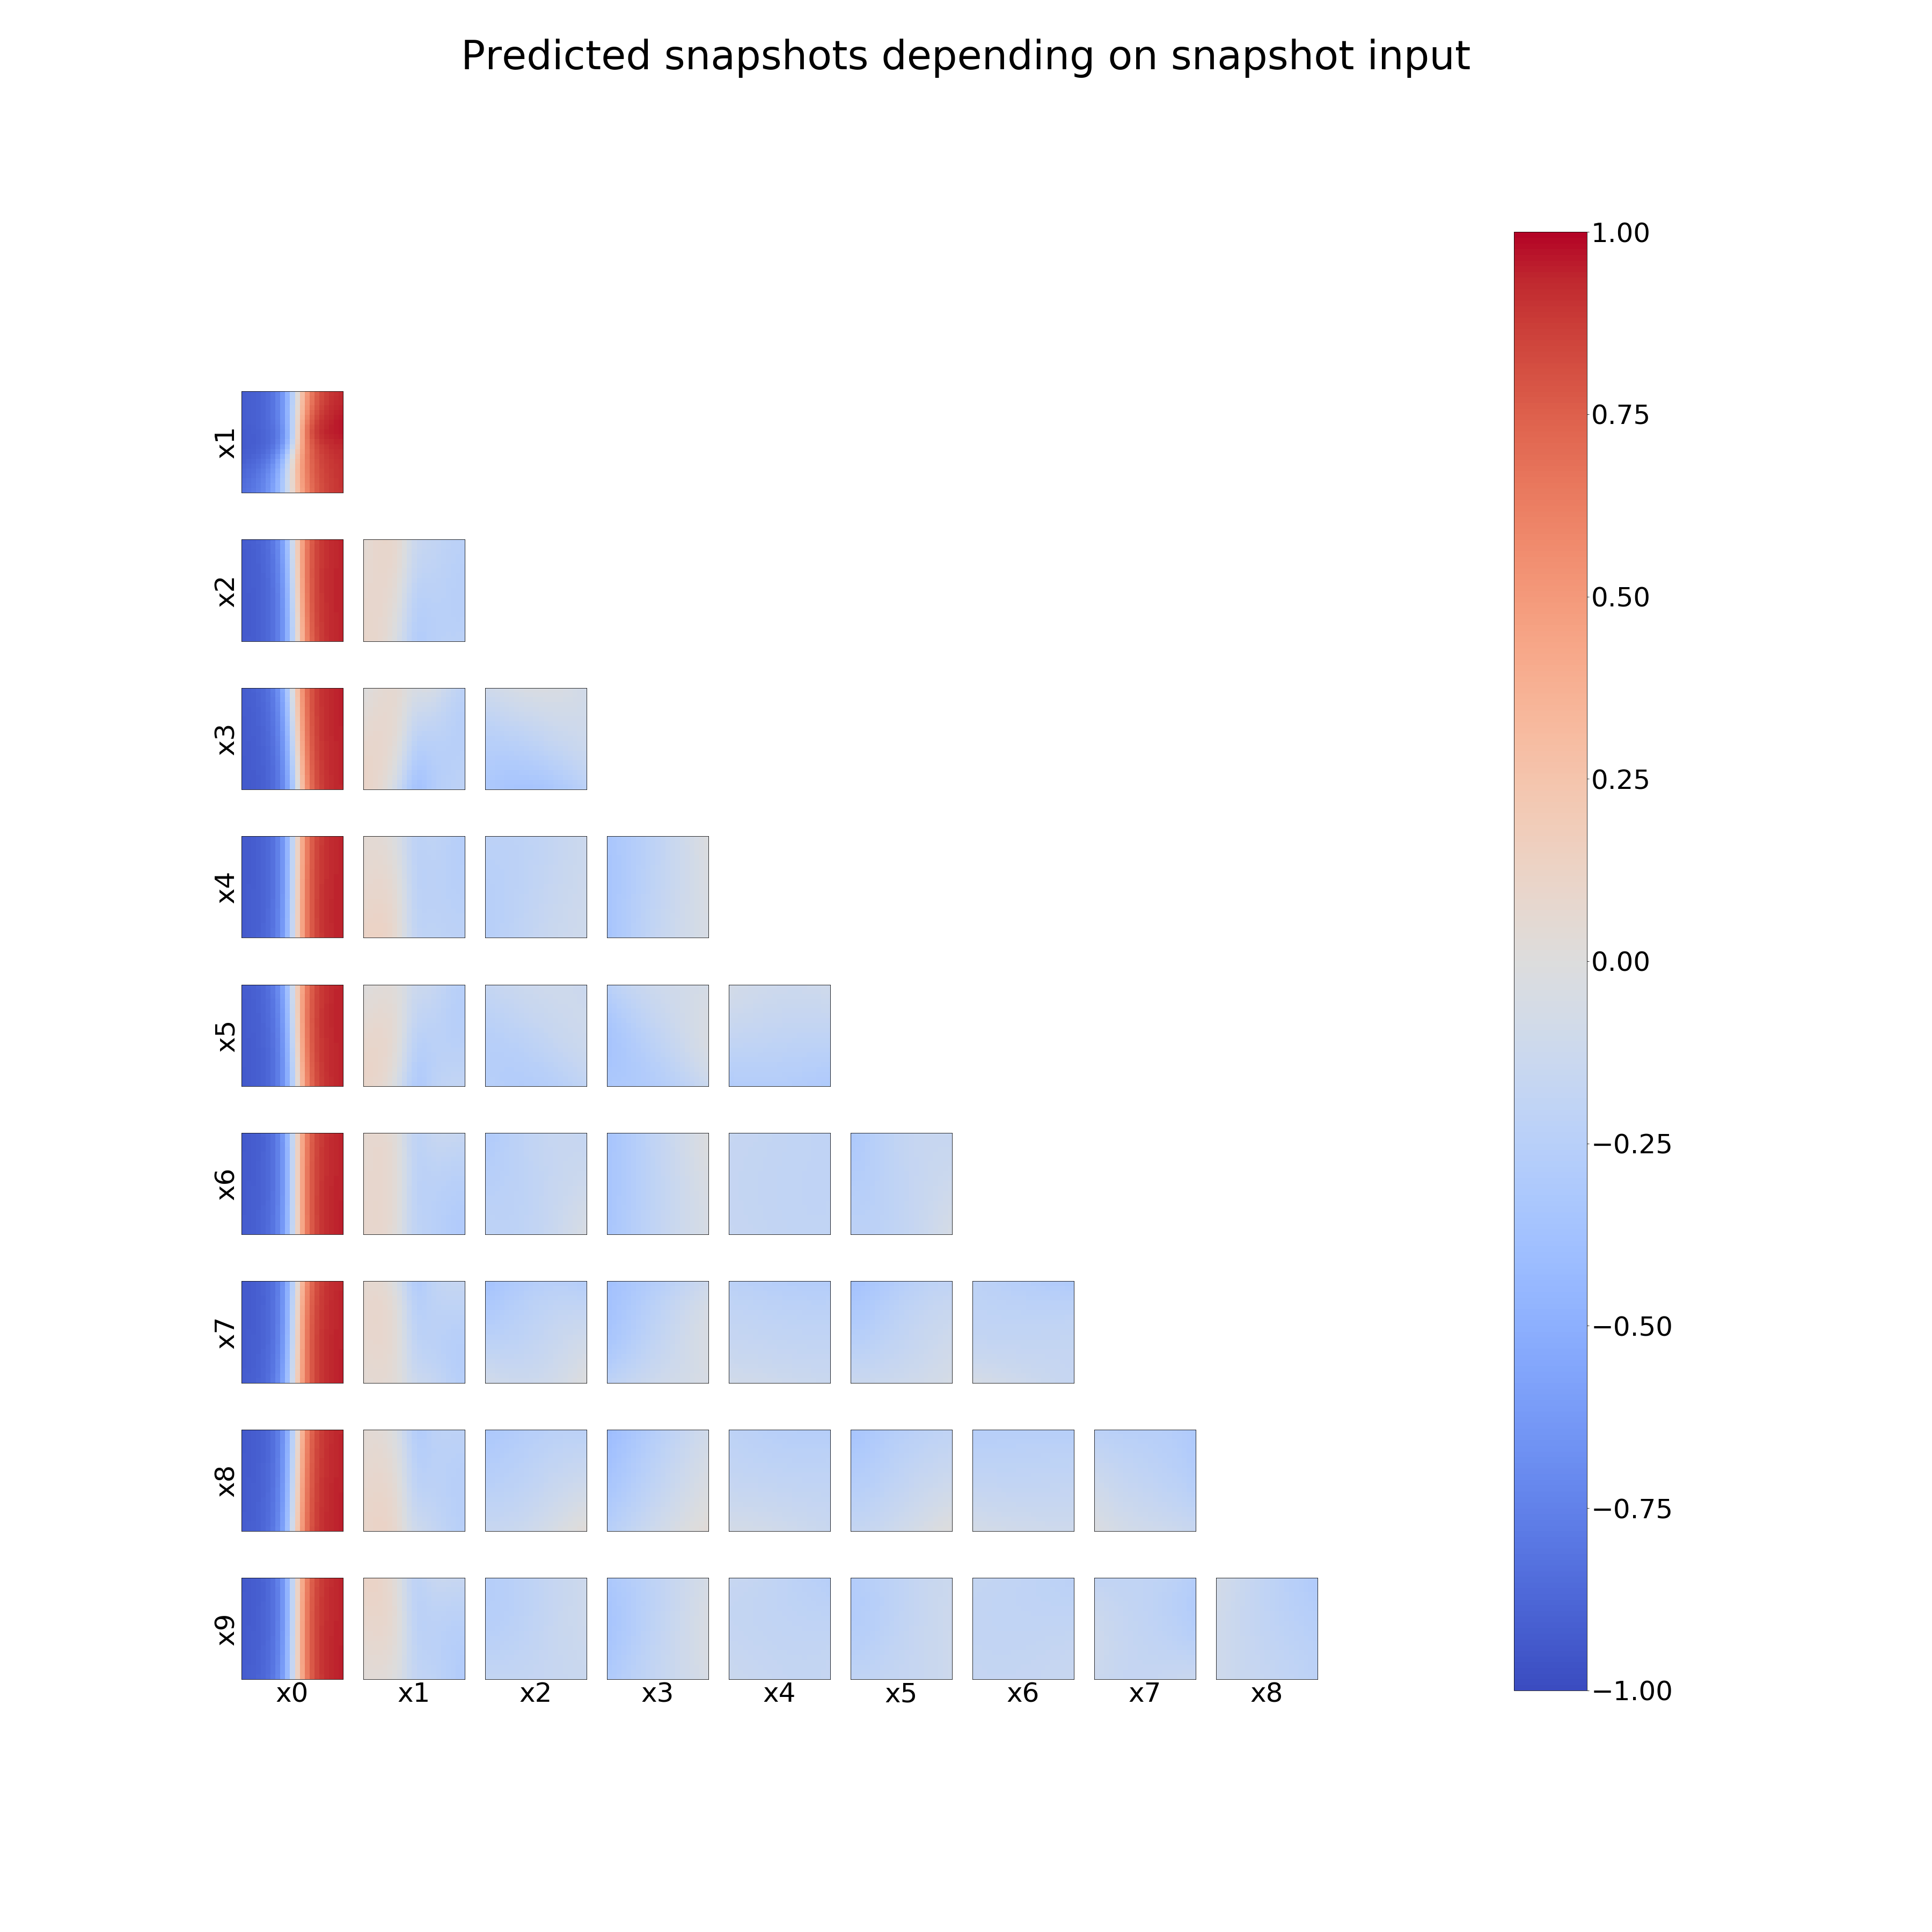 Predicted snapshots depending on snapshot input
1.00
x1
0.75
x2
0.50
x3
0.25
x4
0.00
x5
−0.25
x6
−0.50
x7
−0.75
x8
x9
−1.00
x0 x1 x2 x3 x4 x5 x6 x7 x8